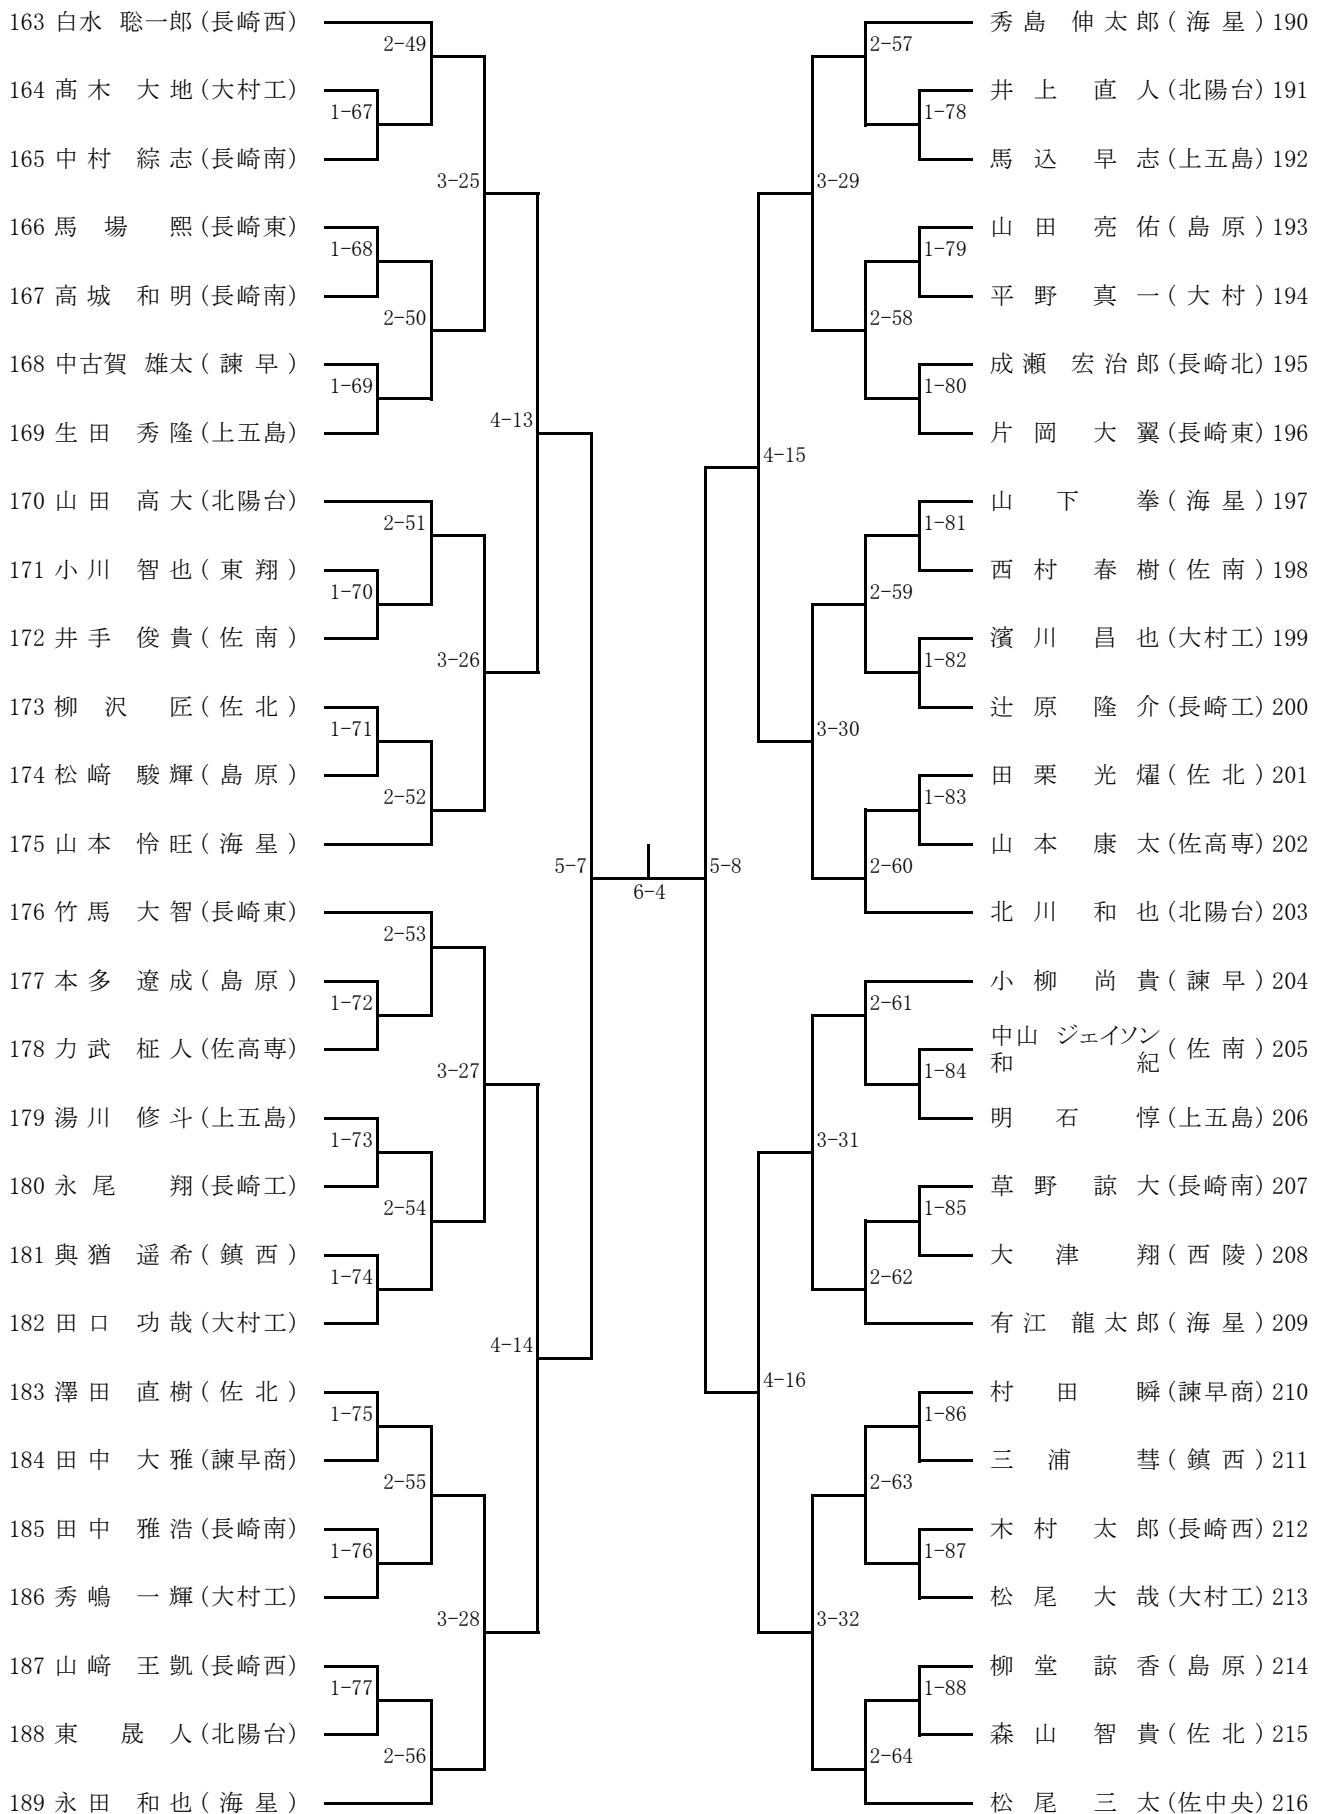 163 白水 聡一郎 (長崎西)
2-49
164 髙木 大地 (大村工)
1-67
165 中村 綜志 (長崎南)
3-25
166 馬場 熙 (長崎東)
1-68
167 高城 和明 (長崎南)
2-50
168 中古賀 雄太 (諫早)
1-69
169 生田 秀隆 (上五島)
4-13
170 山田 高大 (北陽台)
2-51
171 小川 智也 (東翔)
1-70
172 井手 俊貴 (佐南)
3-26
173 柳沢 匠 (佐北)
1-71
174 松﨑 駿輝 (島原)
2-52
175 山本 怜旺 (海星)
5-7
176 竹馬 大智 (長崎東)
2-53
177 本多 遼成 (島原)
1-72
178 力武 柾人 (佐高専)
3-27
179 湯川 修斗 (上五島)
1-73
180 永尾 翔 (長崎工)
2-54
181 與猶 遥希 (鎮西)
1-74
182 田口 功哉 (大村工)
4-14
183 澤田 直樹 (佐北)
1-75
184 田中 大雅 (諫早商)
2-55
185 田中 雅浩 (長崎南)
1-76
186 秀嶋 一輝 (大村工)
3-28
187 山﨑 王凱 (長崎西)
1-77
188 東 晟人 (北陽台)
2-56
189 永田 和也 (海星)
6-4
秀島 伸太郎 (海星) 190
2-57
井上 直人 (北陽台) 191
1-78
馬込 早志 (上五島) 192
3-29
山田 亮佑 (島原) 193
1-79
平野 真一 (大村) 194
2-58
成瀬 宏治郎 (長崎北) 195
1-80
片岡 大翼 (長崎東) 196
4-15
山下 拳 (海星) 197
1-81
西村 春樹 (佐南) 198
2-59
濱川 昌也 (大村工) 199
1-82
辻原 隆介 (長崎工) 200
3-30
田栗 光燿 (佐北) 201
1-83
山本 康太 (佐高専) 202
2-60
5-8
北川 和也 (北陽台) 203
小柳 尚貴 (諫早) 204
2-61
中山 ジェイソン
和紀 (佐南) 205
1-84
明石 惇 (上五島) 206
3-31
草野 諒大 (長崎南) 207
1-85
大津 翔 (西陵) 208
2-62
有江 龍太郎 (海星) 209
4-16
村田 瞬 (諫早商) 210
1-86
三浦 彗 (鎮西) 211
2-63
木村 太郎 (長崎西) 212
1-87
松尾 大哉 (大村工) 213
3-32
柳堂 諒香 (島原) 214
1-88
森山 智貴 (佐北) 215
2-64
松尾 三太 (佐中央) 216